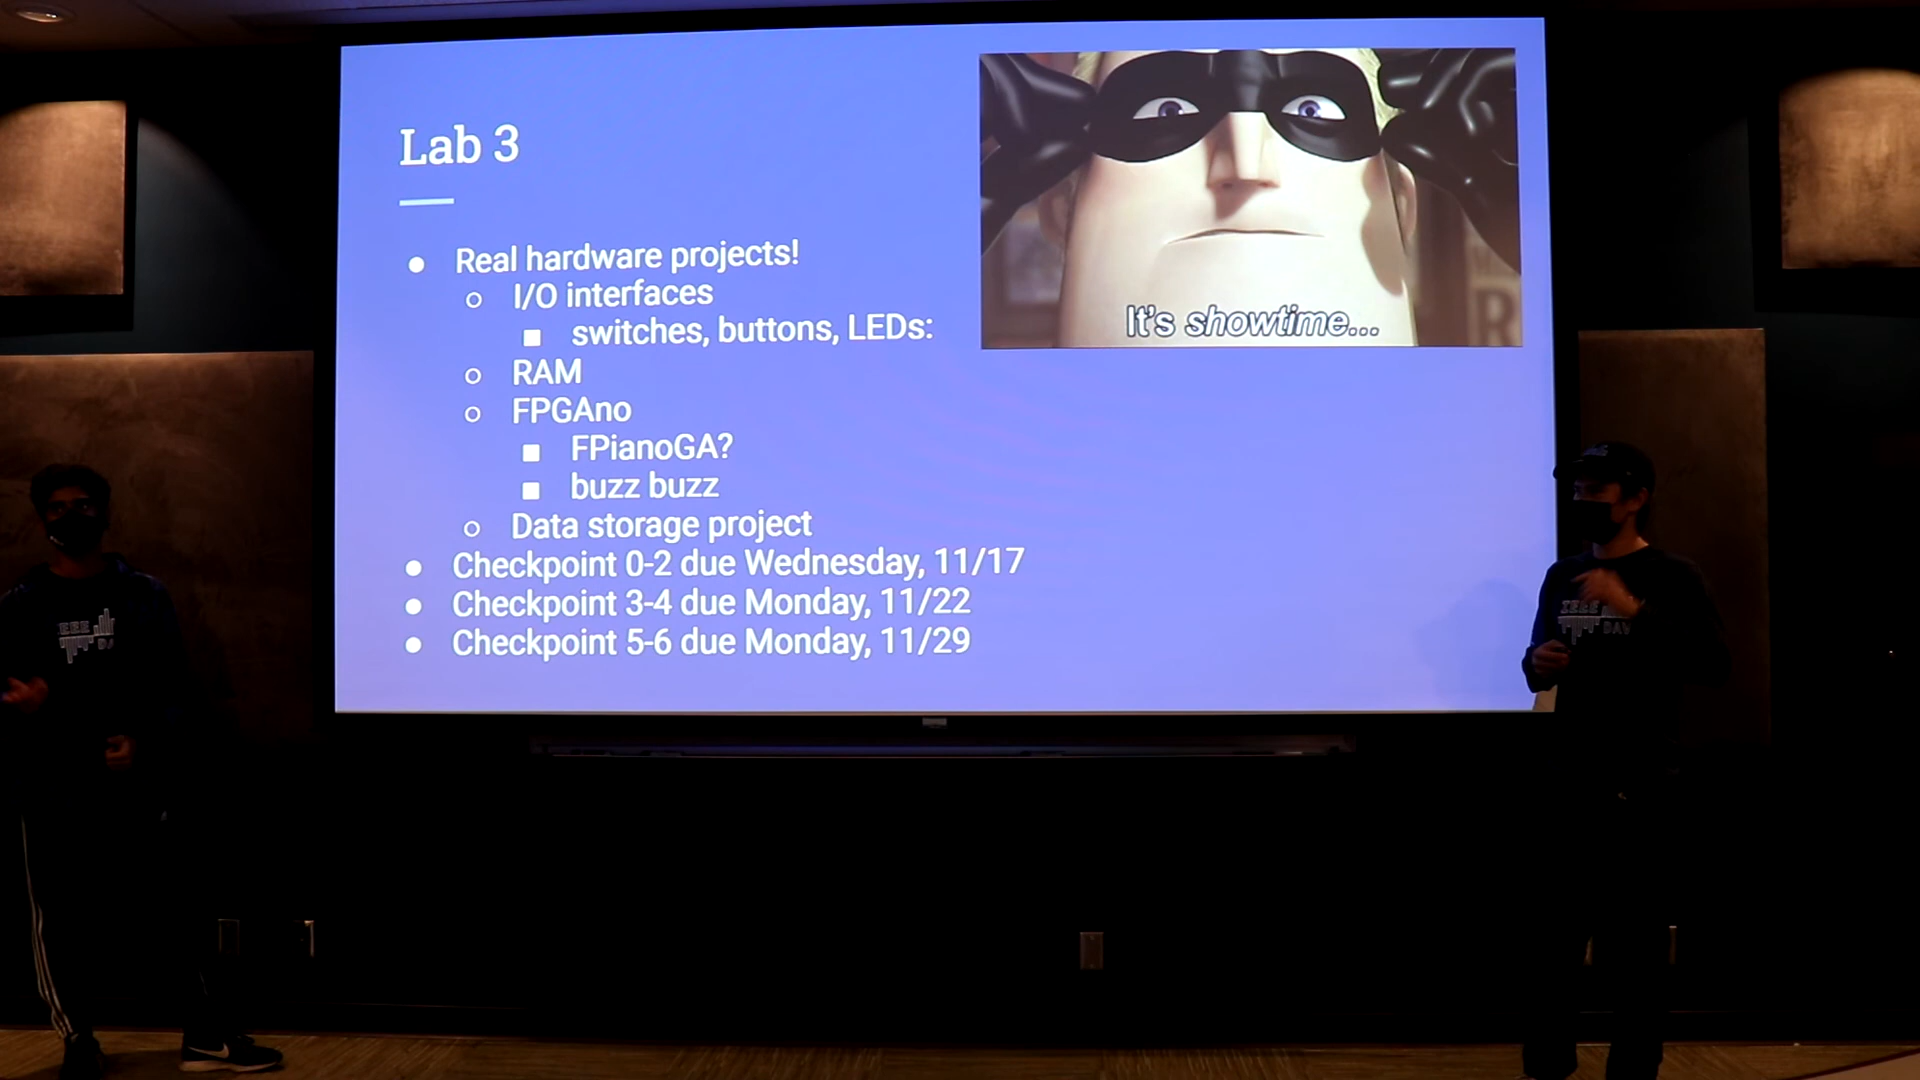 Lab 3
It's showtime...
● Real hardware projects!
○ I/O interfaces
■ switches, buttons, LEDs:
○ RAM
○ FPGAno
■ FPianoGA?
■ buzz buzz
○ Data storage project
● Checkpoint 0-2 due Wednesday, 11/17
● Checkpoint 3-4 due Monday, 11/22
● Checkpoint 5-6 due Monday, 11/29
IEEE
DAV